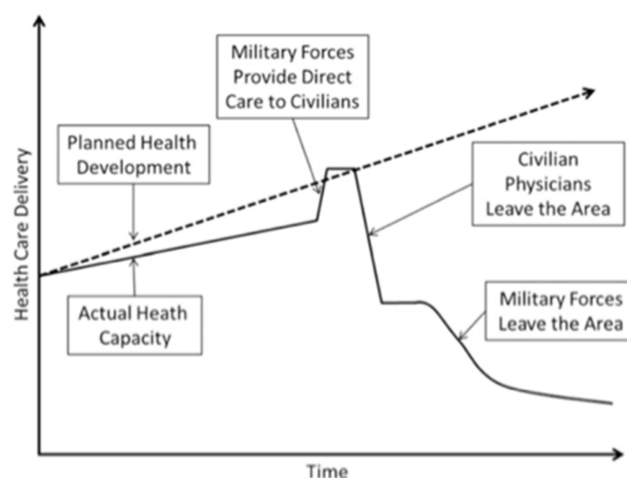 Military Forces
Provide Direct
Care to Civilians
Planned Health
Development
Civilian
Physicians
Leave the Area
Health Care Delivery
Actual Heath
Capacity
Military Forces
Leave the Area
Time